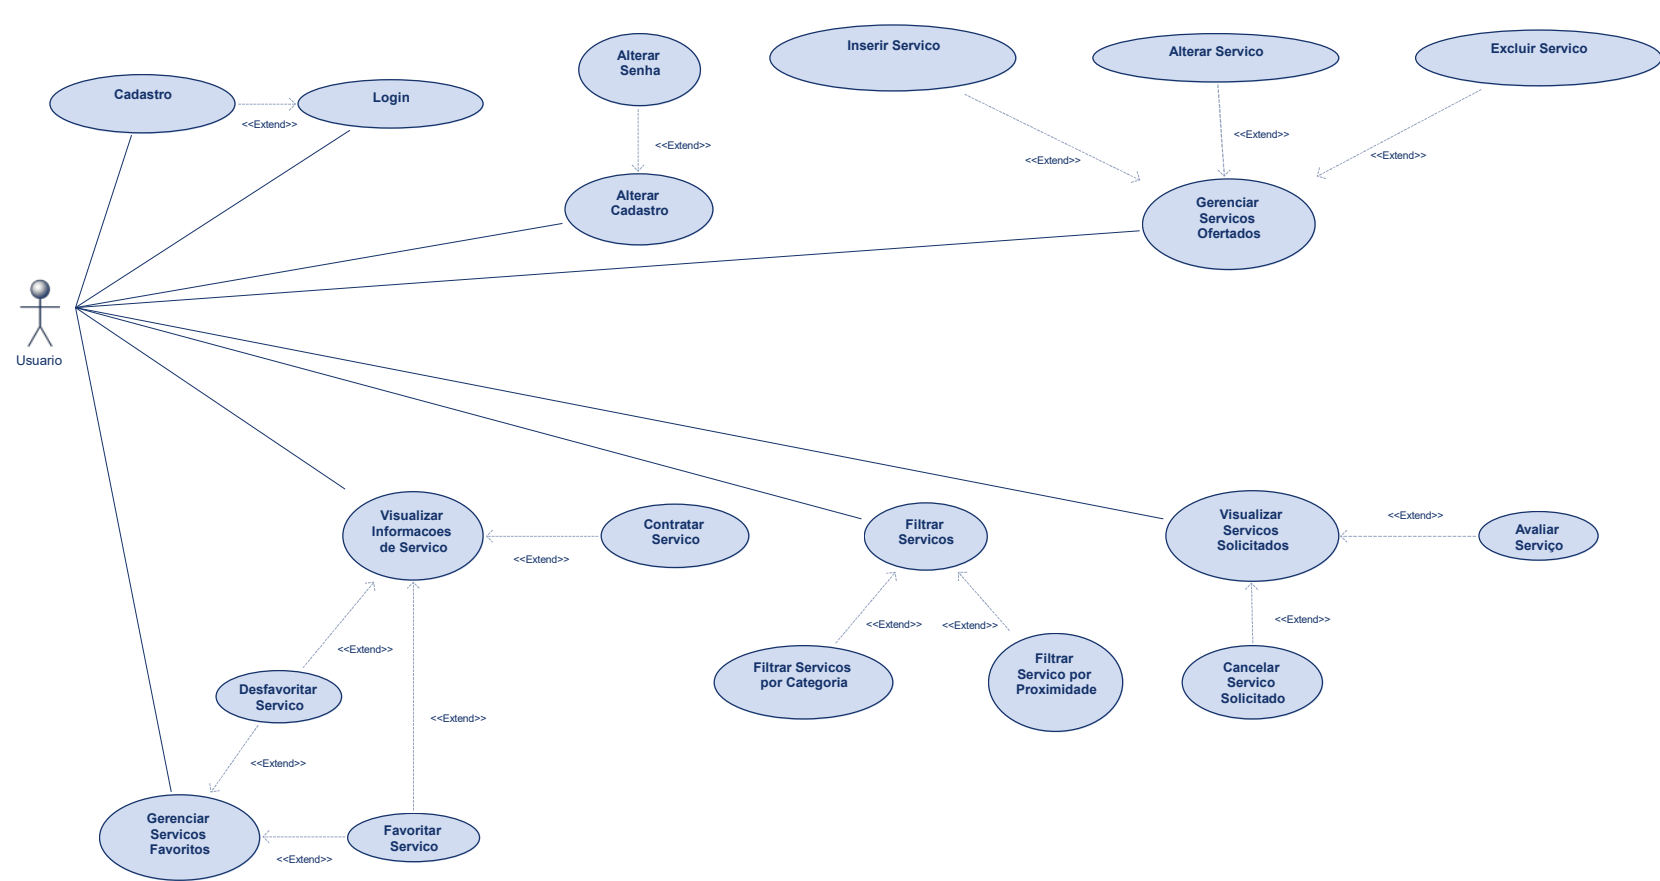 Inserir Servico
Alterar Servico
Excluir Servico
Alterar
Senha
Cadastro
Login
<<Extend>>
<<Extend>>
<<Extend>>
<<Extend>>
<<Extend>>
Alterar
Cadastro
Gerenciar
Servicos
Ofertados
Usuario
Visualizar
Informacoes
de Servico
<<Extend>>
Contratar
Servico
Filtrar
Servicos
Visualizar
Servicos
Solicitados
<<Extend>>
Avaliar
Serviço
<<Extend>>
<<Extend>>
<<Extend>>
<<Extend>>
Desfavoritar
Servico
Filtrar Servicos
por Categoria
Filtrar
Servico por
Proximidade
Cancelar
Servico
Solicitado
<<Extend>>
<<Extend>>
Gerenciar
Servicos
Favoritos
<<Extend>>
Favoritar
Servico